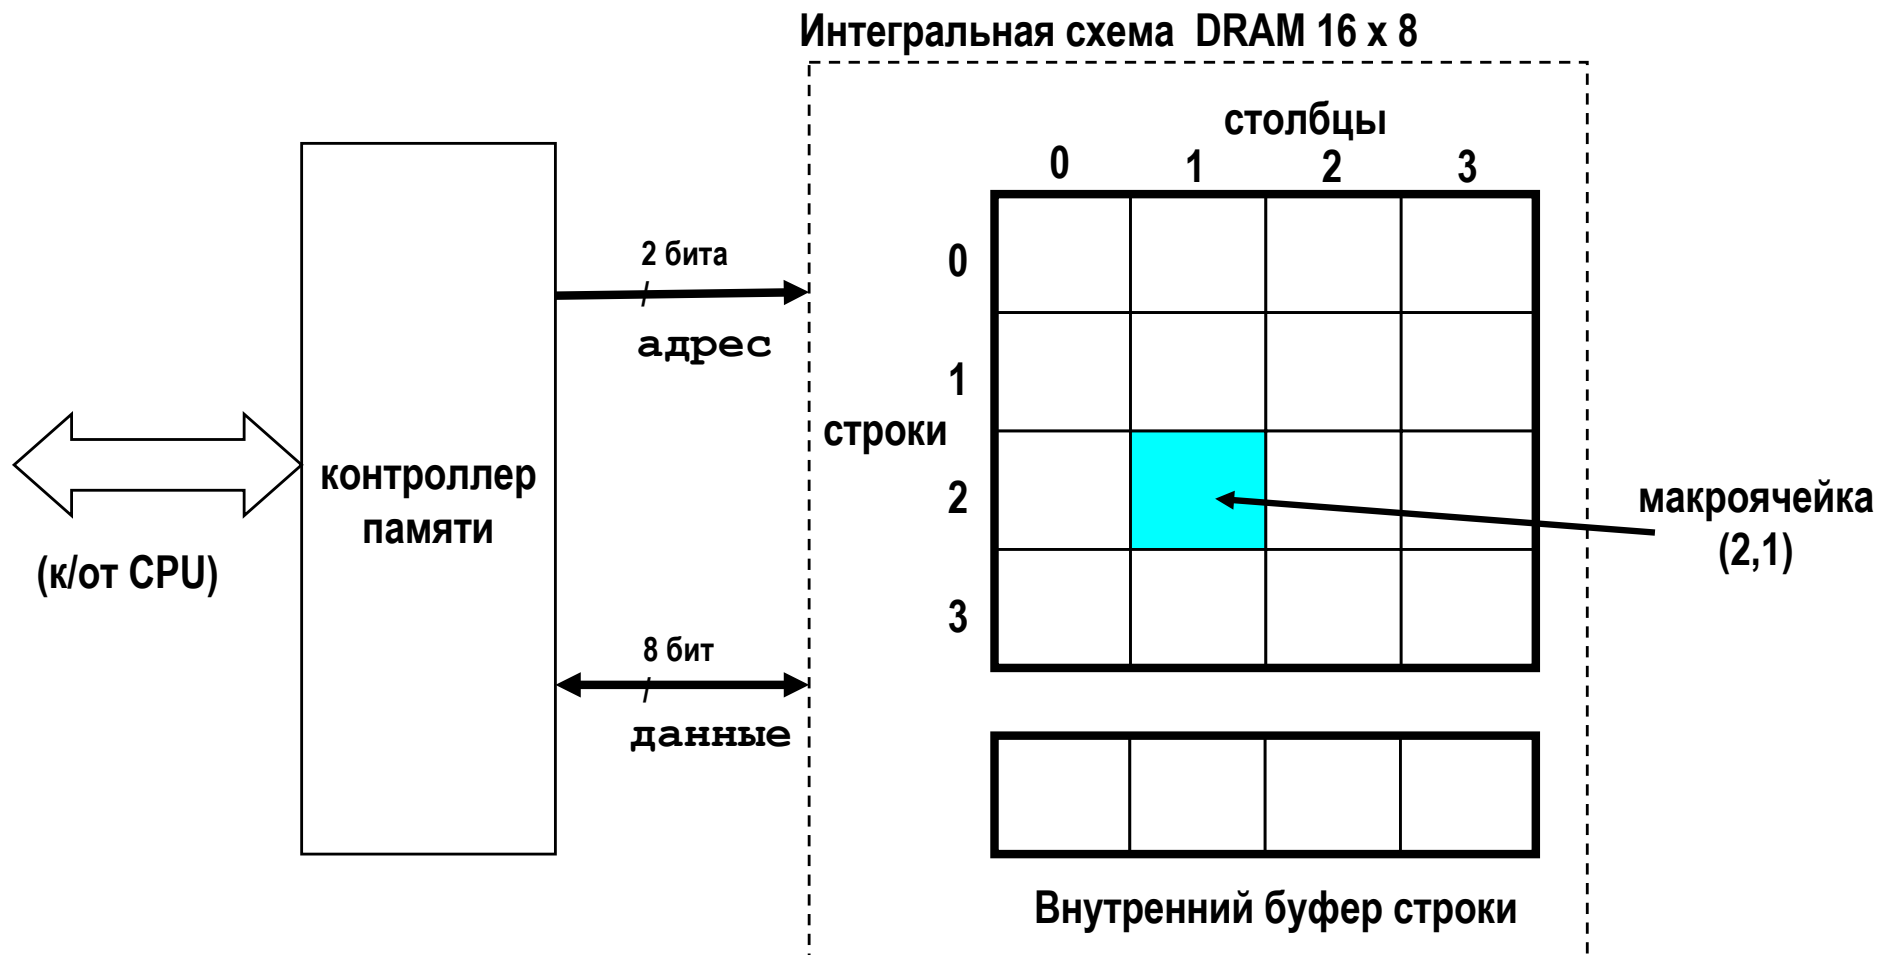 Интегральная схема DRAM 16 x 8
столбцы
0 1 2 3
2 бита
адрес
0
1
строки
2
3
контроллер
памяти
(к/от CPU)
макроячейка
(2,1)
8 бит
данные
Внутренний буфер строки